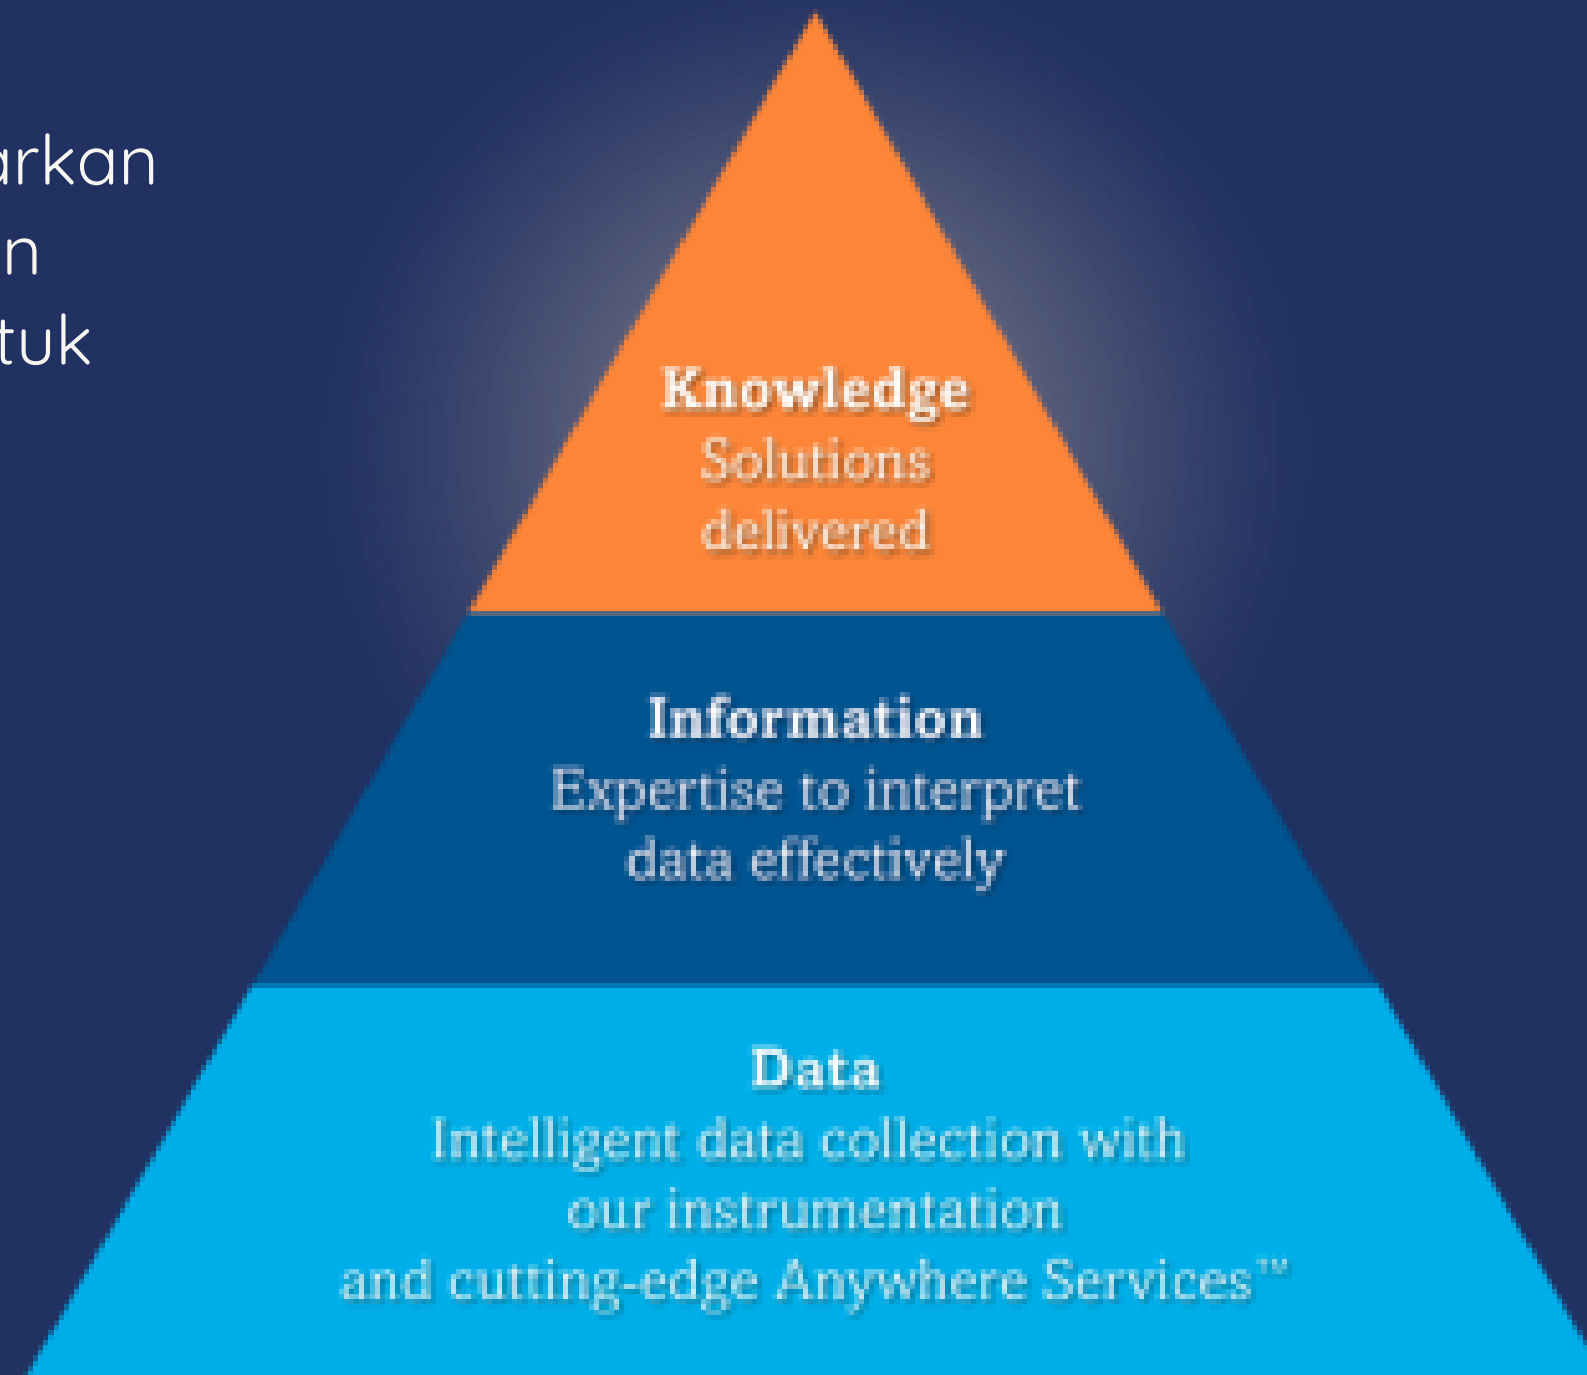 tuk
Knowledge
Solutions
delivered
Information
Expertise to interpret
data effectively
Data
Intelligent data collection with
our instrumentation
and cutting-edge Anywhere Services™